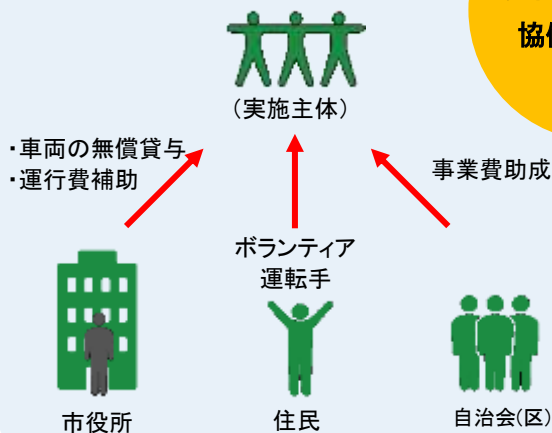 協
(実施主体)
・車両の無償貸与
・運行費補助
事業費助成
ボランティア
運転手
市役所
住民
自治会(区)